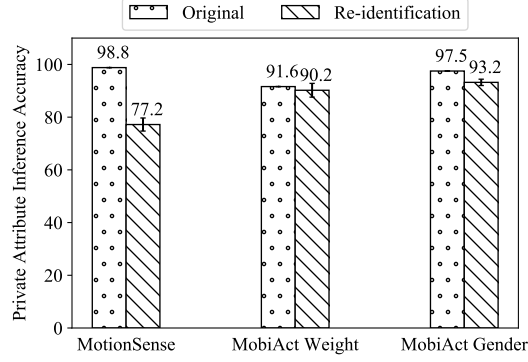 Original Re-identification
Private Attribute Inference Accuracy
100
80
60
40
20
0
98.8
77.2
91.6
90.2
97.5
93.2
MotionSense
MobiAct Weight
MobiAct Gender